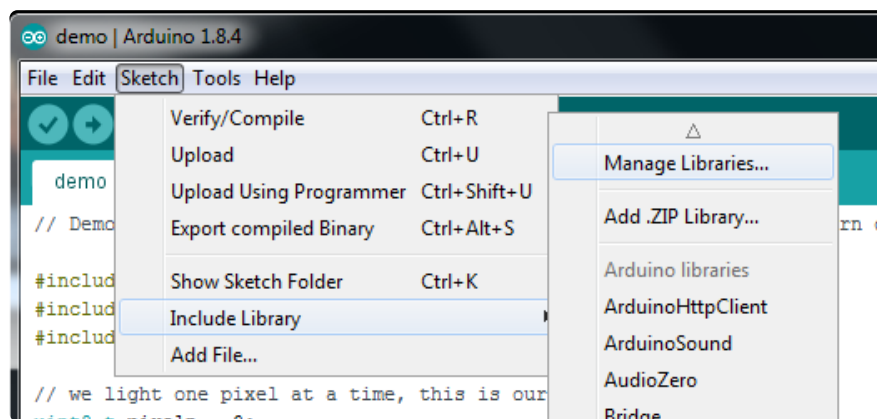 demo | Arduino 1.8.4
File Edit Sketch Tools Help
Verify/Compile Ctrl+R
Upload Ctrl+U
Upload Using Programmer Ctrl+Shift+U
Export compiled Binary Ctrl+Alt+S
Show Sketch Folder Ctrl+K
Include Library
Add File...
Manage Libraries...
Add .ZIP Library...
Arduino libraries
ArduinoHttpClient
ArduinoSound
AudioZero
Bridge
demo
// Demo
#includ
#includ
#includ
// we light one pixel at a time, this is our